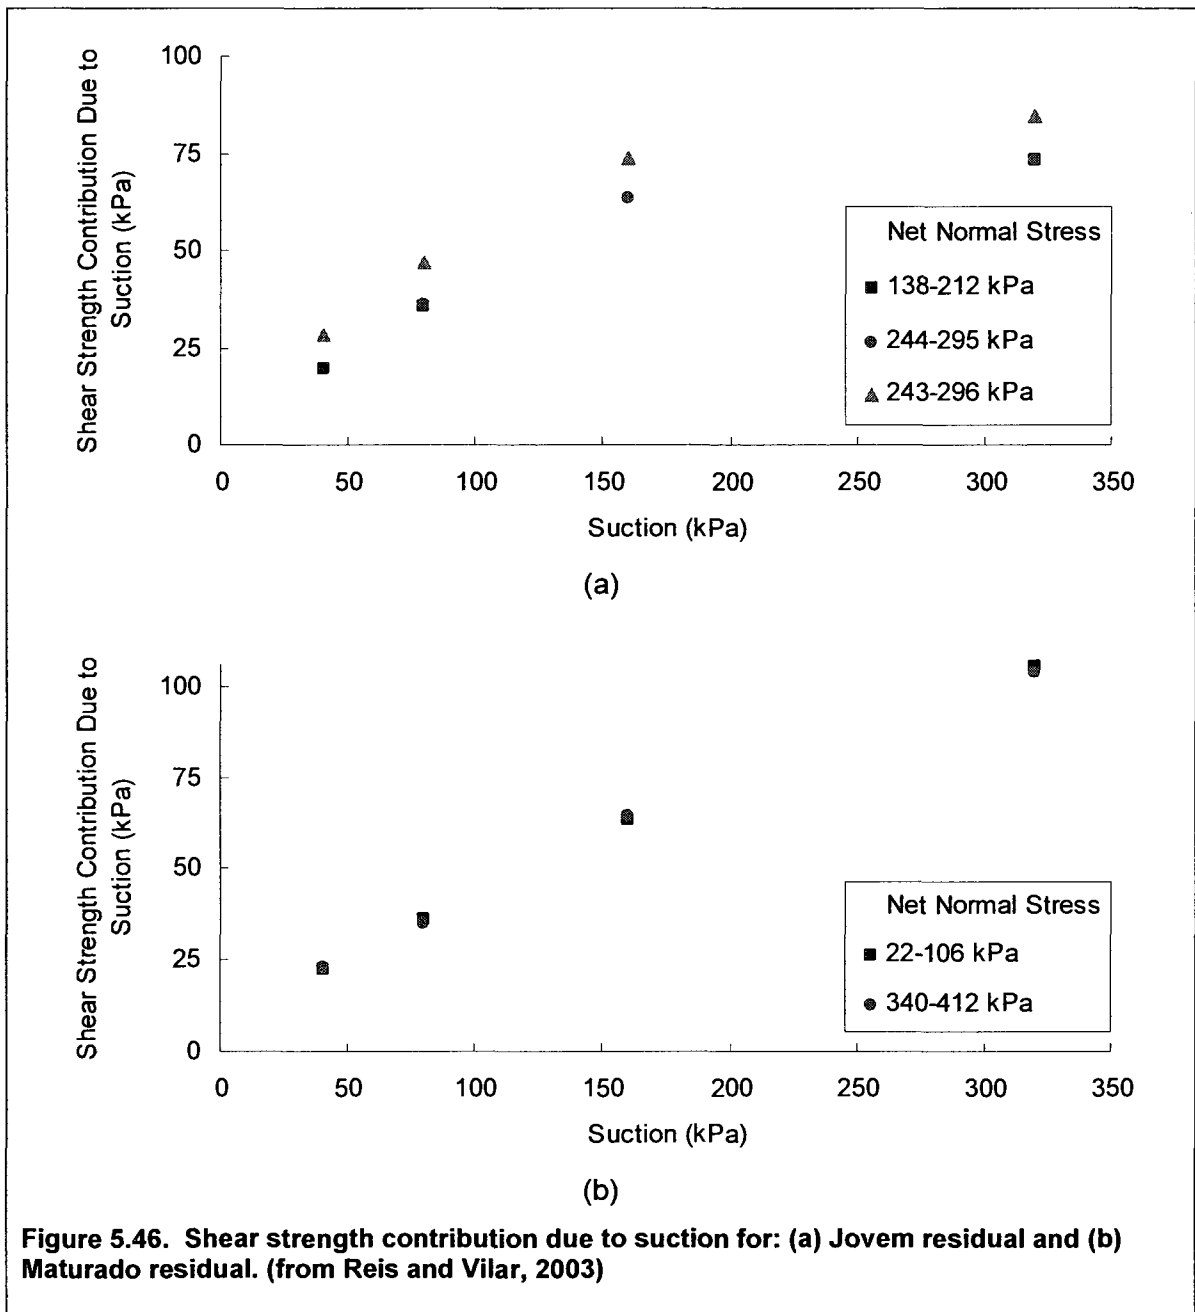 Shear Strength Contribution Due to
Suction (kPa)
100
75
50
25
0
0 50 100 150 200 250 300 350
Suction (kPa)
Net Normal Stress
138-212 kPa
244-295 kPa
243-296 kPa
(a)
Shear Strength Contribution Due to
Suction (kPa)
100
75
50
25
0
0 50 100 150 200 250 300 350
Suction (kPa)
Net Normal Stress
22-106 kPa
340-412 kPa
(b)
Figure 5.46. Shear strength contribution due to suction for: (a) Jovem residual and (b)
Maturado residual. (from Reis and Vilar, 2003)